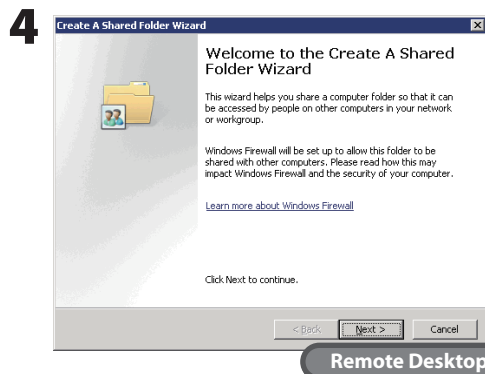 4
Create A Shared Folder Wizard
Welcome to the Create A Shared
Folder Wizard
This wizard helps you share a computer folder so that it can
be accessed by people on other computers in your network
or workgroup.
Windows Firewall will be set up to allow this folder to be
shared with other computers. Please read how this may
impact Windows Firewall and the security of your computer.
Learn more about Windows Firewall
Click Next to continue.
< Back Next > Cancel
Remote Desktop